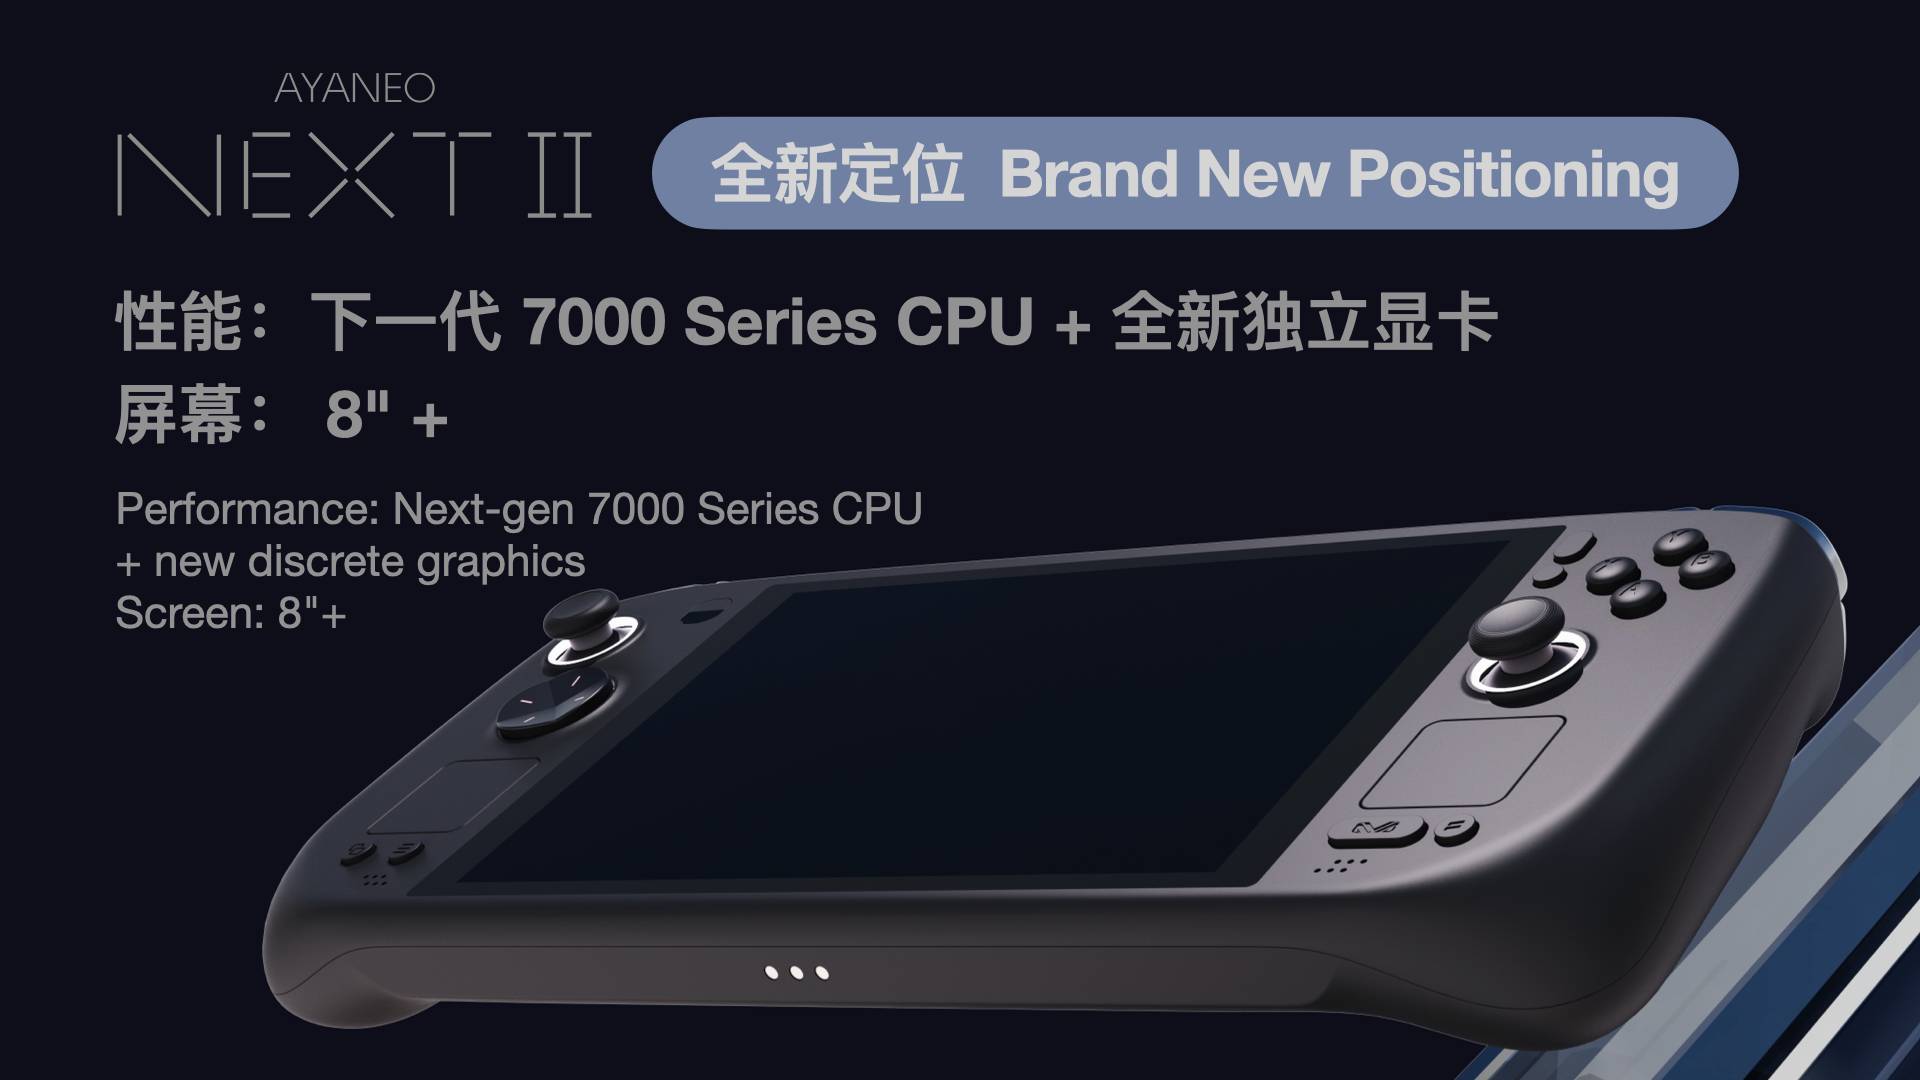 AYANEO
NEXT II
全新定位 Brand New Positioning
性能：下一代 7000 Series CPU + 全新独立显卡
屏幕： 8" +
Performance: Next-gen 7000 Series CPU
+ new discrete graphics
Screen: 8"+